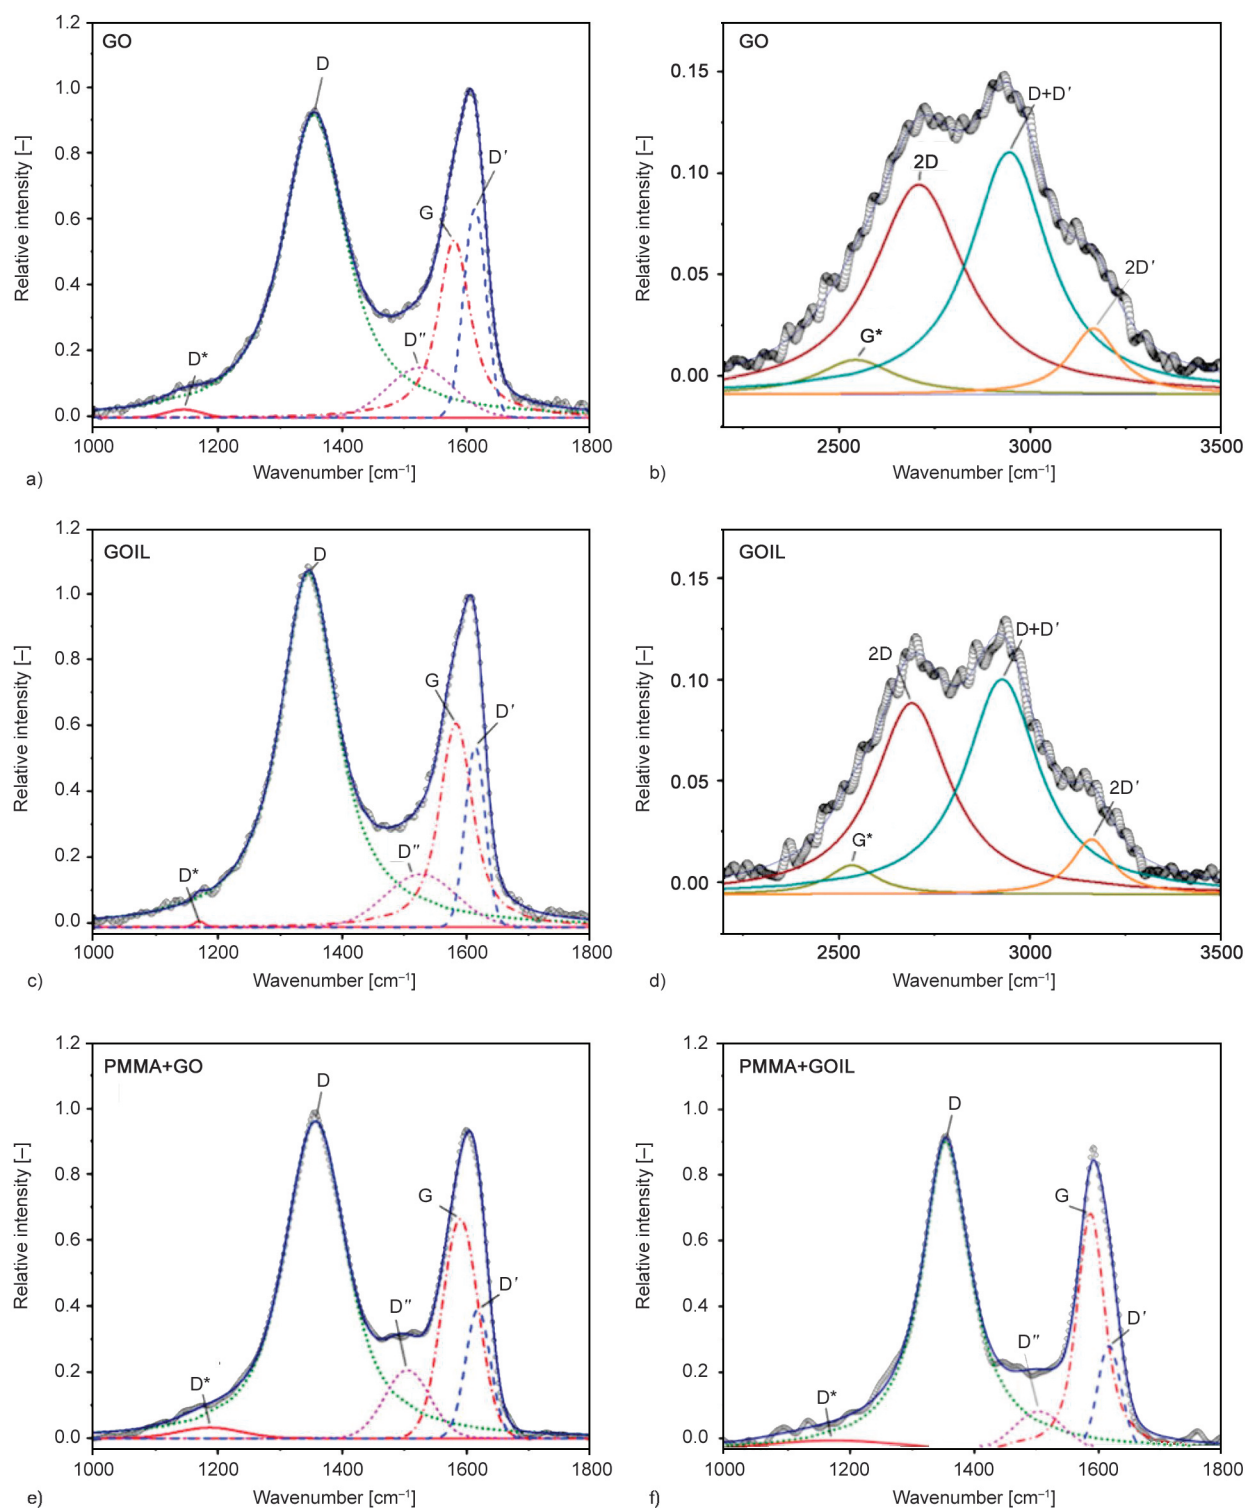 GO
D
D′
G
D″
D*
Relative intensity [–]
1.2
1.0
0.8
0.6
0.4
0.2
0.0
1000 1200 1400 1600 1800
Wavenumber [cm–1]
a)
GO
D+D′
2D
2D′
G*
Relative intensity [–]
0.15
0.10
0.05
0.00
2500 3000 3500
Wavenumber [cm–1]
b)
GOIL
D
G
D′
D″
D*
Relative intensity [–]
1.2
1.0
0.8
0.6
0.4
0.2
0.0
1000 1200 1400 1600 1800
Wavenumber [cm–1]
c)
GOIL
D+D′
2D
2D′
G*
Relative intensity [–]
0.15
0.10
0.05
0.00
2500 3000 3500
Wavenumber [cm–1]
d)
PMMA+GO
D
G
D′
D″
D*
Relative intensity [–]
1.2
1.0
0.8
0.6
0.4
0.2
0.0
1000 1200 1400 1600 1800
Wavenumber [cm–1]
e)
PMMA+GOIL
D
G
D′
D″
D*
Relative intensity [–]
1.2
1.0
0.8
0.6
0.4
0.2
0.0
1000 1200 1400 1600 1800
Wavenumber [cm–1]
f)